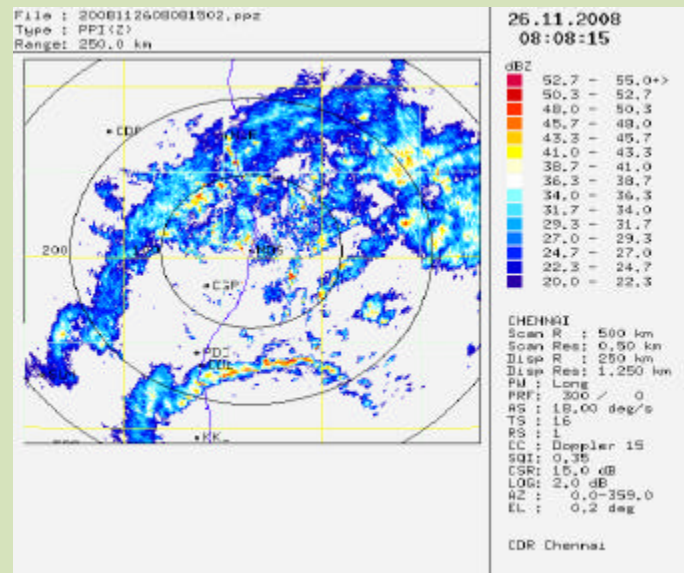 File : 2008112608081502.ppz
Type : PPI(Z)
Range: 250.0 km
26.11.2008
08:08:15
dBZ
52.7 - 55.0+>
50.3 - 52.7
48.0 - 50.3
45.7 - 48.0
43.3 - 45.7
41.0 - 43.3
38.7 - 41.0
36.3 - 38.7
34.0 - 36.3
31.7 - 34.0
29.3 - 31.7
27.0 - 29.3
24.7 - 27.0
22.3 - 24.7
20.0 - 22.3
200
CHENNAI
Scan R : 500 km
Scan Res: 0.50 km
Disp R : 250 km
Disp Res: 1.250 km
PW : Long
PRF: 300 / 0
AS : 18.00 deg/s
TS : 16
RS : 1
CC : Doppler 15
SQI: 0.35
CSR: 15.0 dB
LOG: 2.0 dB
AZ : 0.0-359.0
EL : 0.2 deg
CDR Chennai